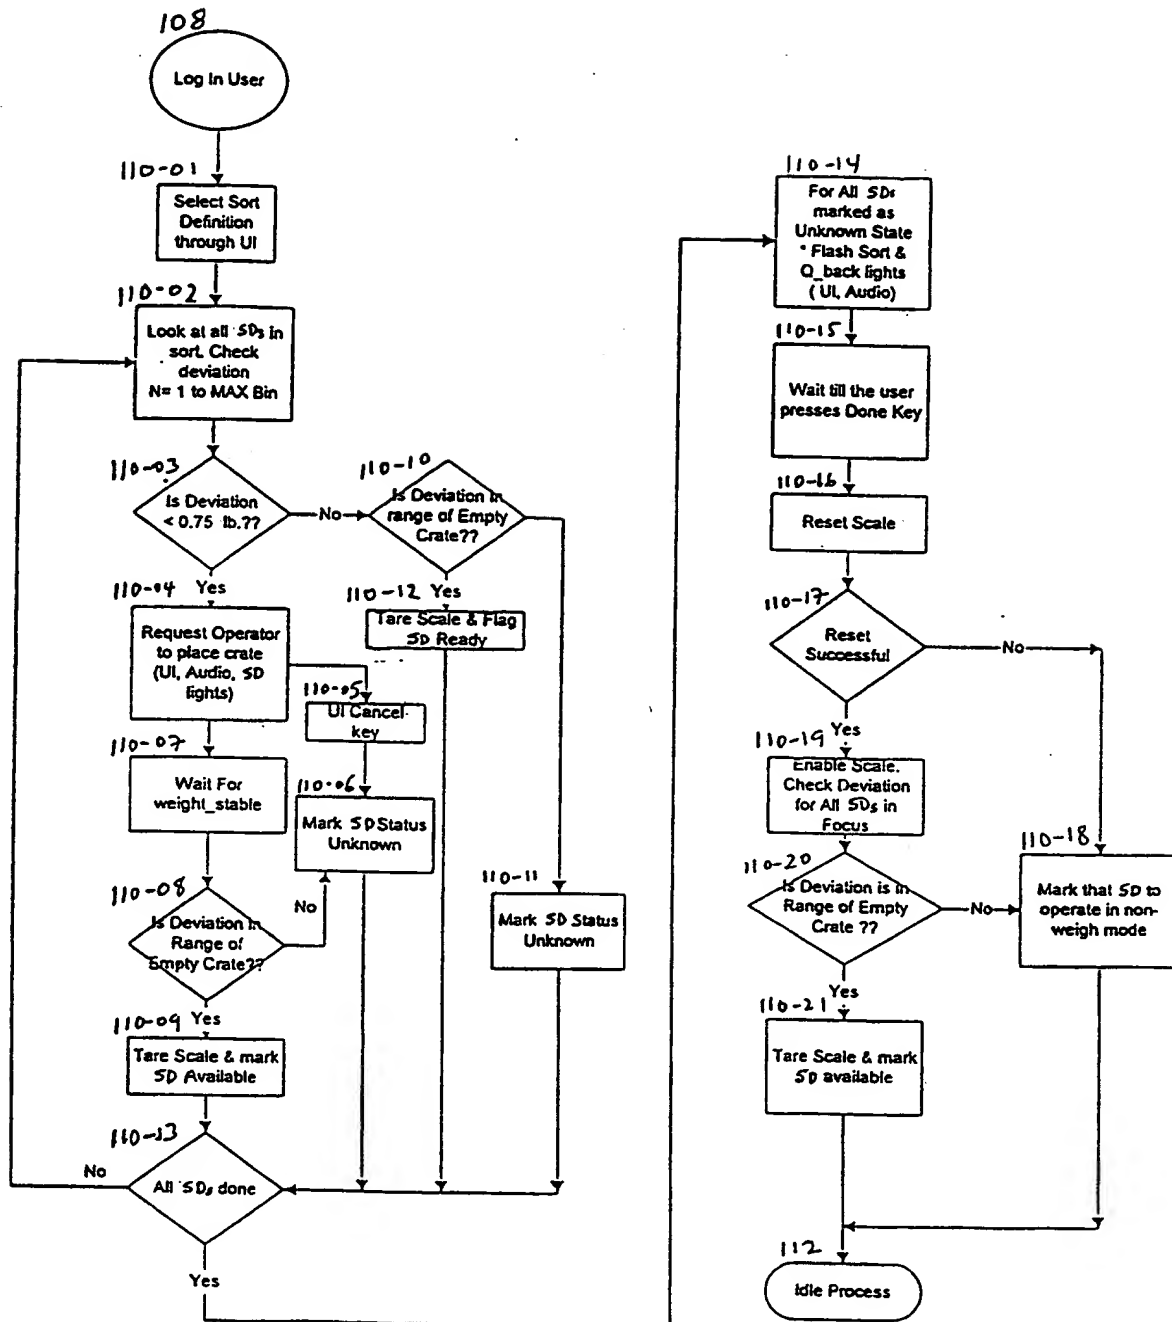 108
Log In User
110-01
Select Sort
Definition
through UI
110-02
Look at all SDs in
sort. Check
deviation
N= 1 to MAX Bin
110-03
Is Deviation
< 0.75 lb.??
No
110-10
Is Deviation in
range of Empty
Crate??
Yes
110-04
Request Operator
to place crate
(UI, Audio, SD
lights)
Yes
110-12
Tare Scale & Flag
SD Ready
110-05
UI Cancel
key
110-07
Wait For
weight_stable
110-06
Mark SD Status
Unknown
110-08
Is Deviation In
Range of
Empty Crate??
No
110-11
Mark SD Status
Unknown
Yes
110-09
Tare Scale & mark
SD Available
110-13
All SDs done
No
Yes
110-14
For All SDs
marked as
Unknown State
* Flash Sort &
Q_back lights
( UI, Audio)
110-15
Wait till the user
presses Done Key
110-16
Reset Scale
110-17
Reset
Successful
No
Yes
110-19
Enable Scale.
Check Deviation
for All SDs in
Focus
110-20
Is Deviation is In
Range of Empty
Crate ??
No
110-18
Mark that SD to
operate in non-
weigh mode
Yes
110-21
Tare Scale & mark
SD available
112
Idle Process